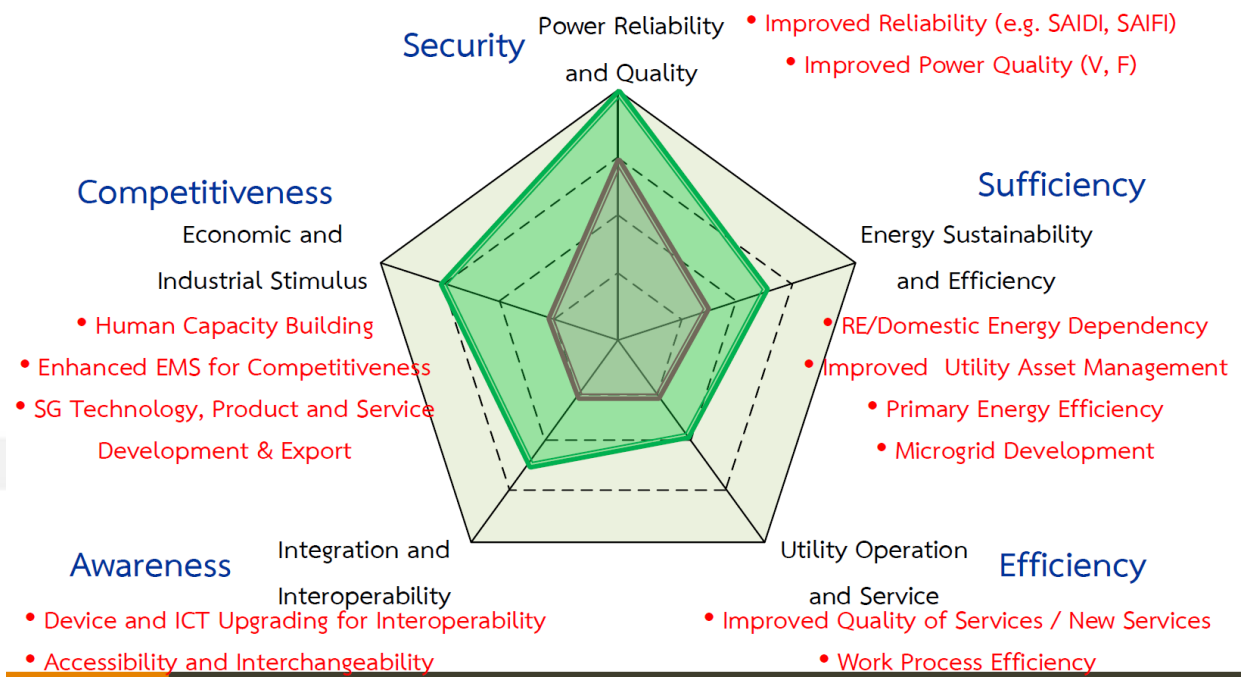 Security
Power Reliability
and Quality
• Improved Reliability (e.g. SAIDI, SAIFI)
• Improved Power Quality (V, F)
Competitiveness
Economic and
Industrial Stimulus
• Human Capacity Building
• Enhanced EMS for Competitiveness
• SG Technology, Product and Service
Development & Export
Sufficiency
Energy Sustainability
and Efficiency
• RE/Domestic Energy Dependency
• Improved Utility Asset Management
• Primary Energy Efficiency
• Microgrid Development
Awareness
Integration and
Interoperability
• Device and ICT Upgrading for Interoperability
• Accessibility and Interchangeability
Utility Operation
and Service
Efficiency
• Improved Quality of Services / New Services
• Work Process Efficiency